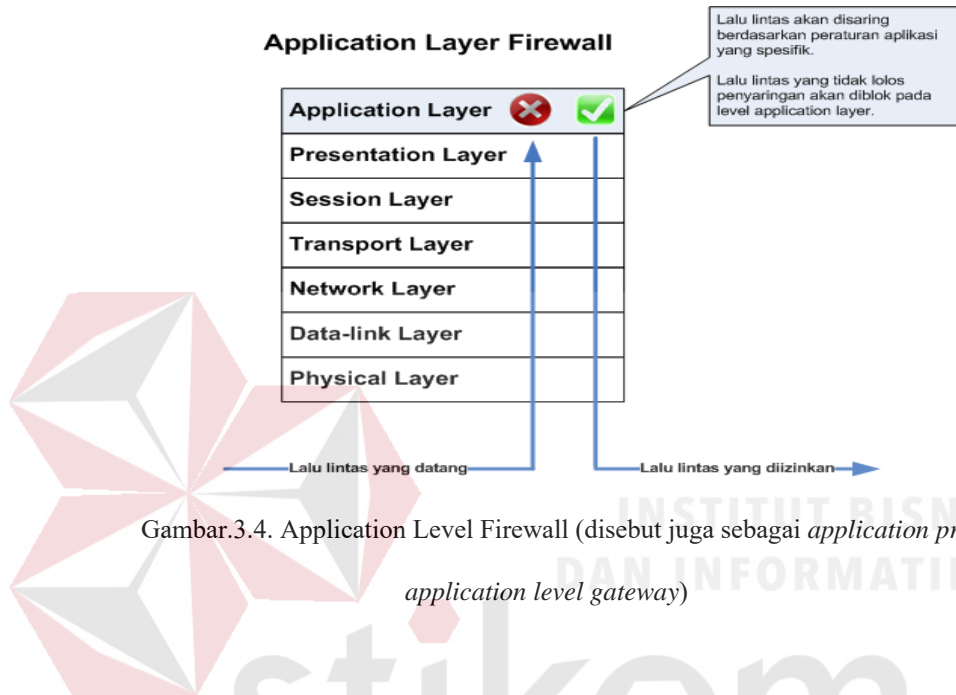 Application Layer Firewall
Lalu lintas akan disaring
berdasarkan peraturan aplikasi
yang spesifik.
Lalu lintas yang tidak lolos
penyaringan akan diblok pada
level application layer.
Application Layer
Presentation Layer
Session Layer
Transport Layer
Network Layer
Data-link Layer
Physical Layer
Lalu lintas yang datang
Lalu lintas yang diizinkan
INSTITUT
Gambar.3.4. Application Level Firewall (disebut juga sebagai application
DAN
application level gateway)
stikom